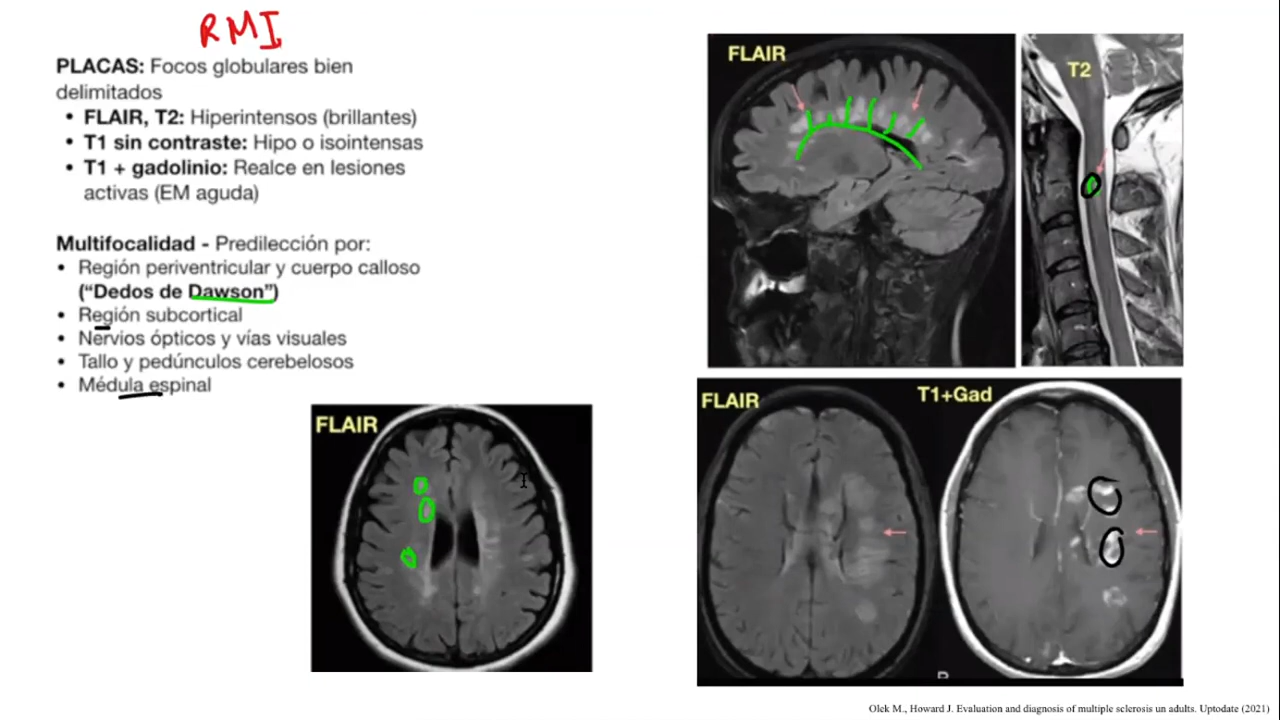 RMI
PLACAS: Focos globulares bien
delimitados
• FLAIR, T2: Hiperintensos (brillantes)
• T1 sin contraste: Hipo o isointensas
• T1 + gadolinio: Realce en lesiones
activas (EM aguda)
Multifocalidad - Predilección por:
• Región periventricular y cuerpo calloso
(“Dedos de Dawson”)
• Región subcortical
• Nervios ópticos y vías visuales
• Tallo y pedúnculos cerebelosos
• Médula espinal
FLAIR
T2
FLAIR
FLAIR
T1+Gad
Olek M., Howard J. Evaluation and diagnosis of multiple sclerosis un adults. Uptodate (2021)